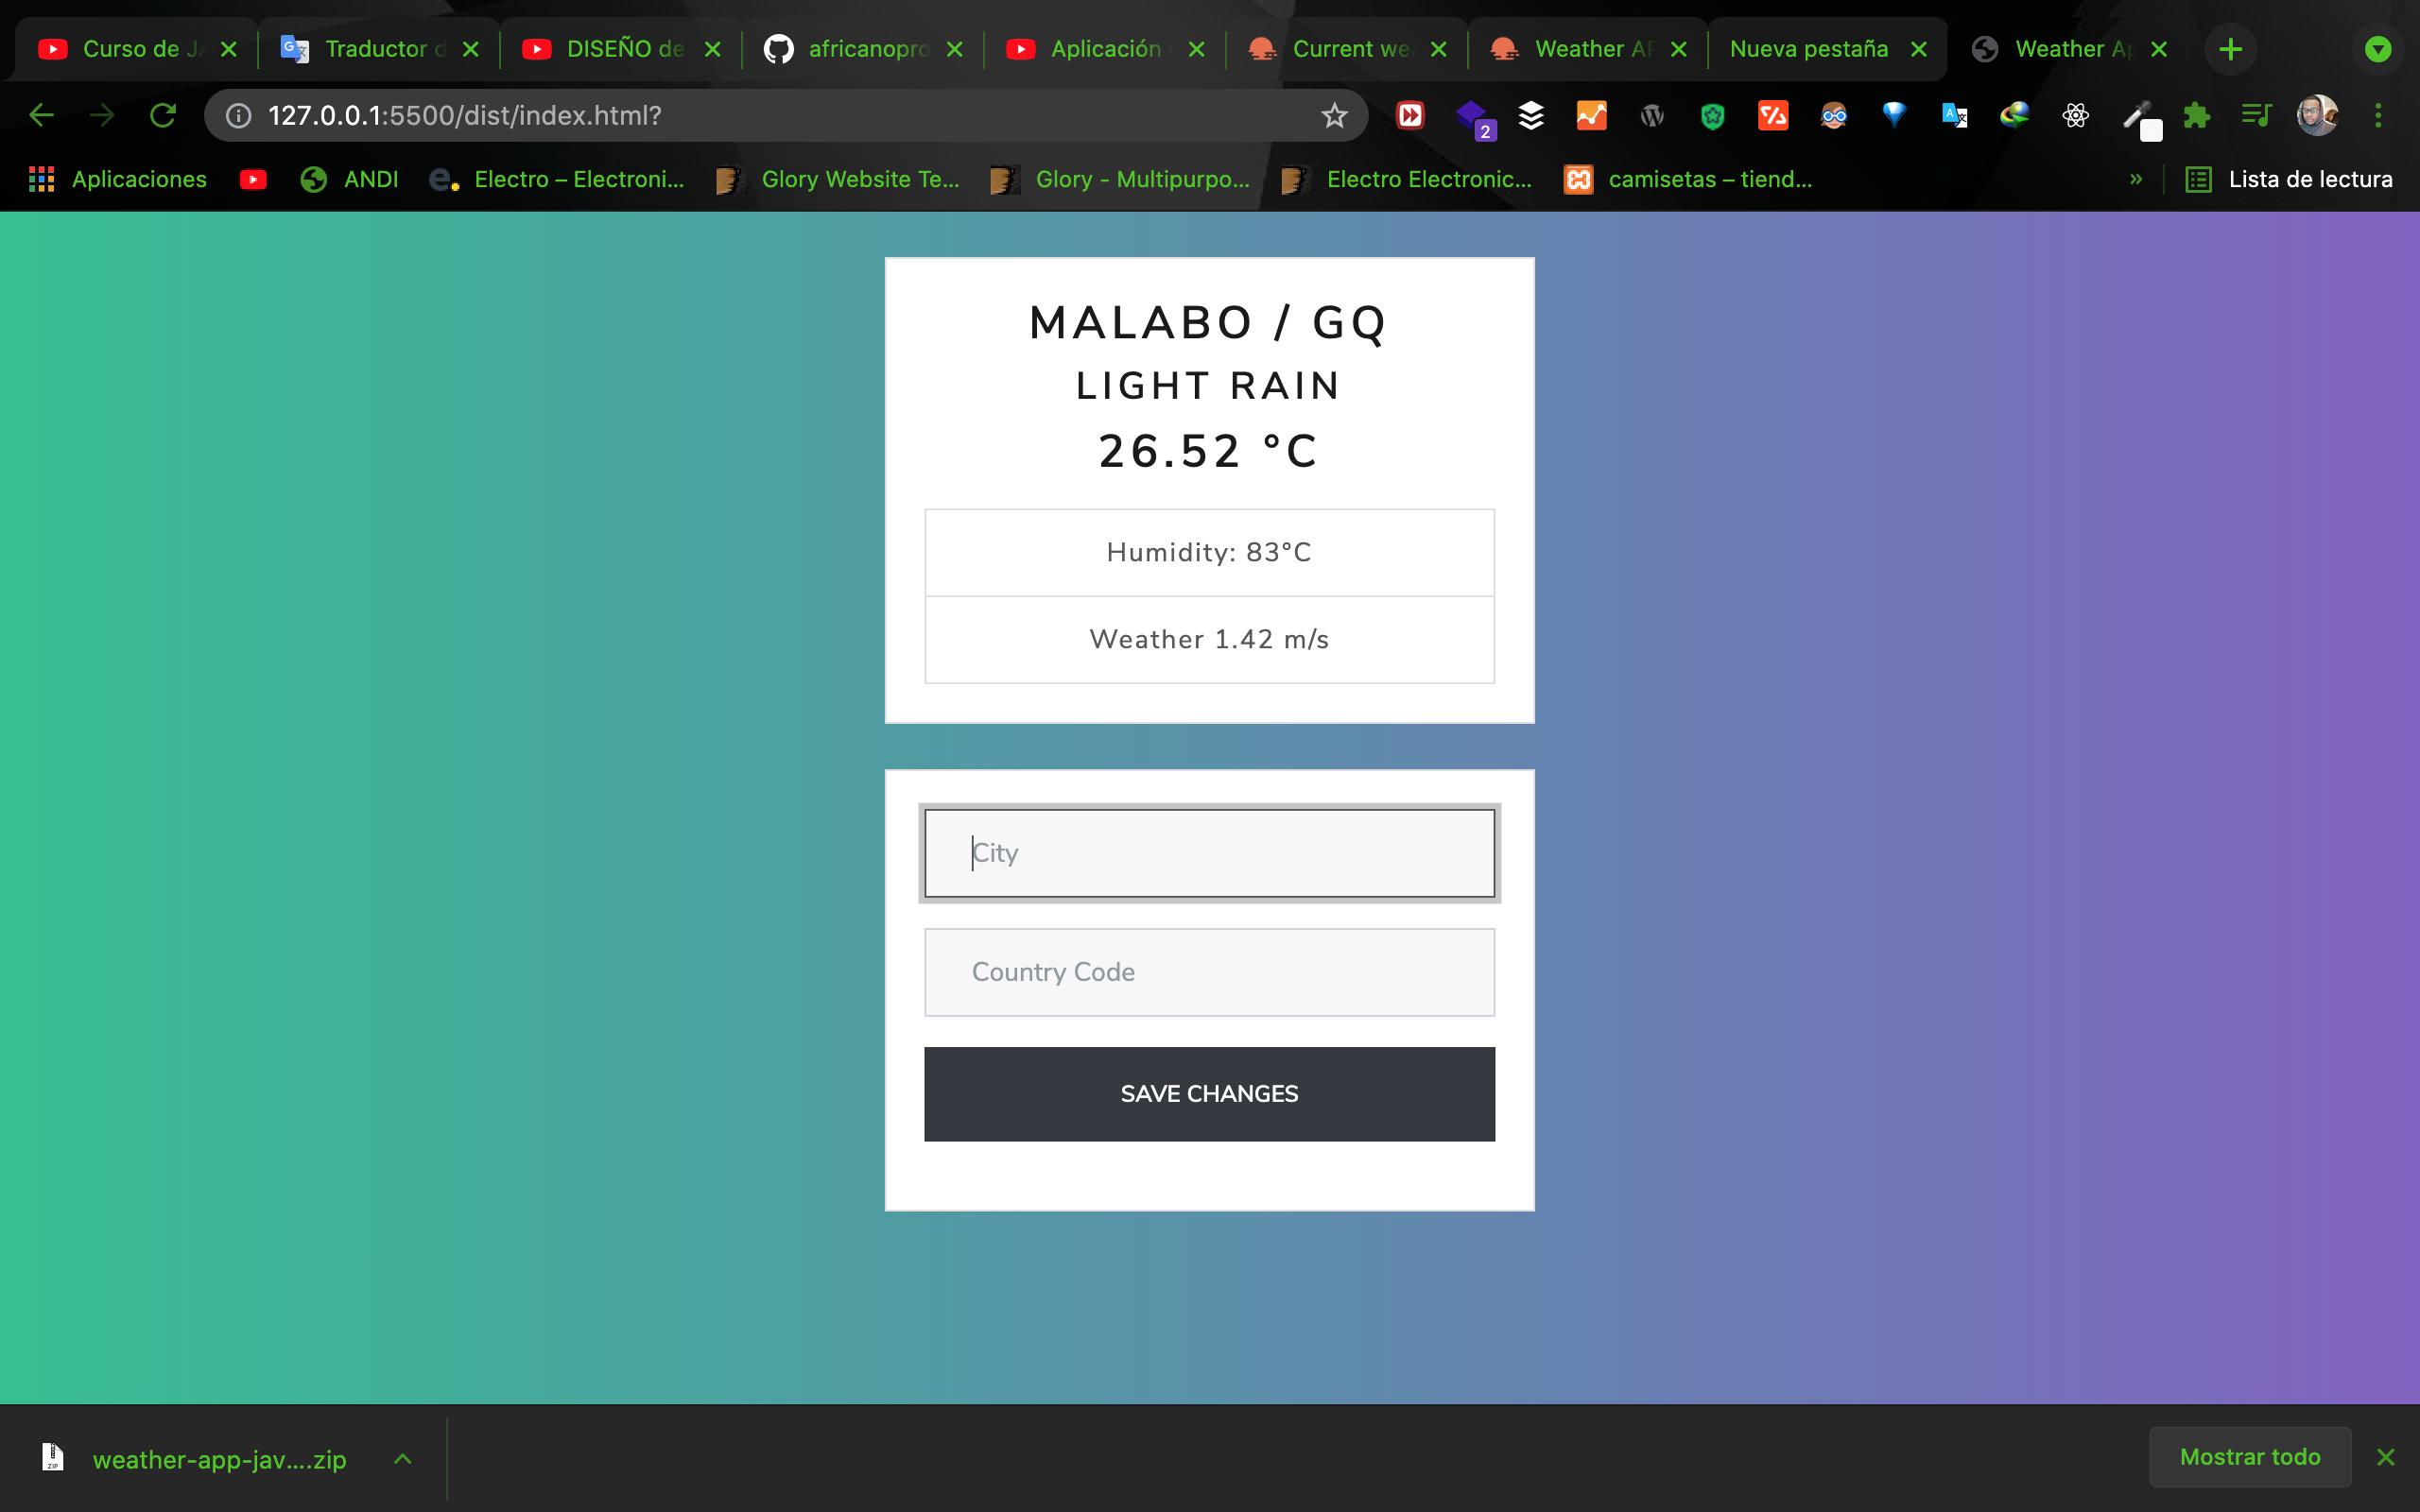 Curso de JA
Traductor d
DISEÑO de
africanopro
Aplicación
Current we
Weather AP
Nueva pestaña
Weather Ap
127.0.0.1:5500/dist/index.html?
2
Aplicaciones
ANDI
Electro – Electroni...
Glory Website Te...
Glory - Multipurpo...
Electro Electronic...
camisetas – tiend...
»
Lista de lectura
MALABO / GQ
LIGHT RAIN
26.52 °C
Humidity: 83°C
Weather 1.42 m/s
City
Country Code
SAVE CHANGES
weather-app-jav....zip
Mostrar todo